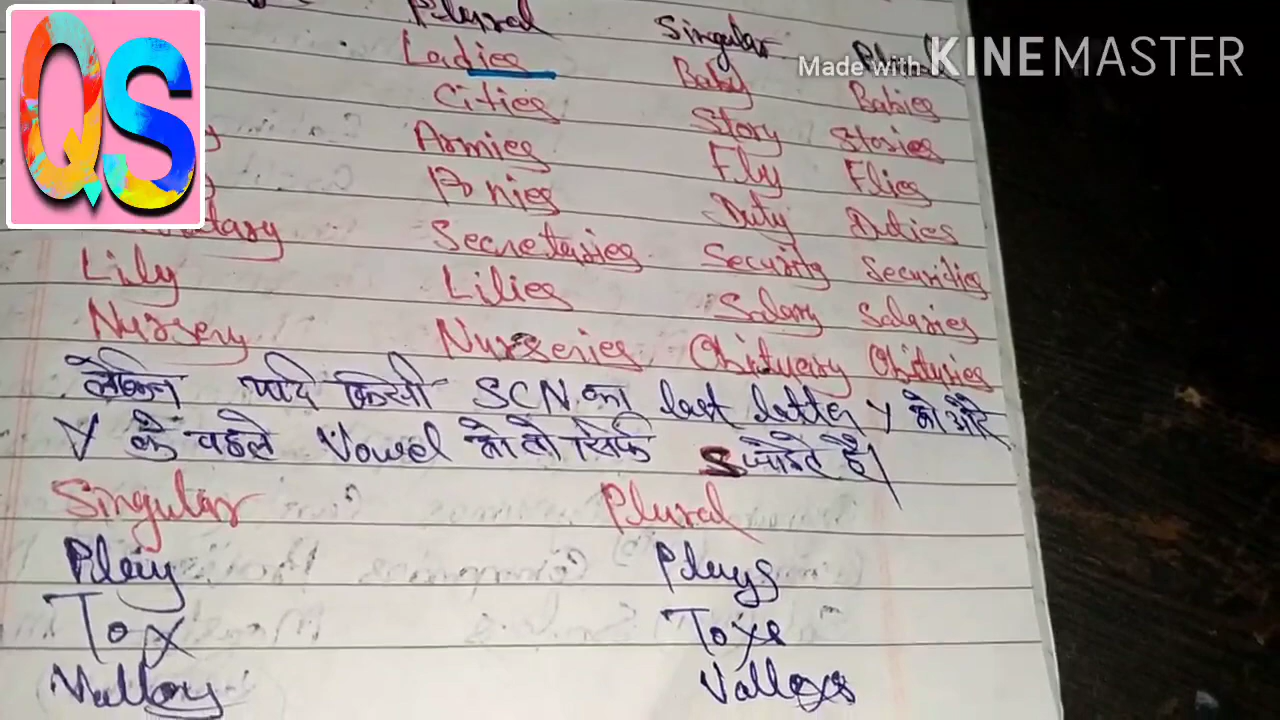 QS
Made with KINEMASTER
Plural Singular
Ladies Baby Babies
Cities Story Stories
Armies Fly Flies
Ponies Duty Duties
Secretaries Security Securities
Lily Lilies Salary Salaries
Nursery Nurseries Obituary Obituries
लेकिन यदि किसी SCN का last latter y हो और
Y के पहले Vowel हो तो सिर्फ S जोड़ते हैं।
Singular Plural
Play Plays
Toy Toys
Valley Valleys